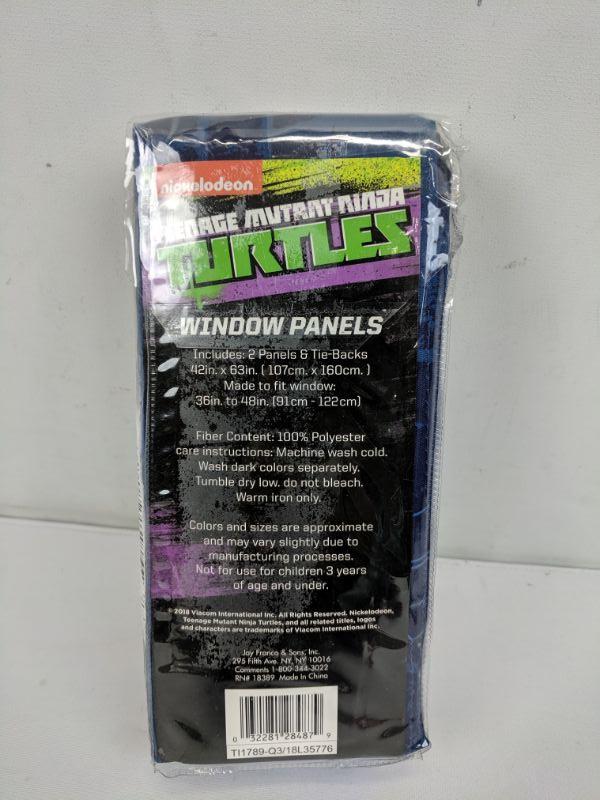 nickelodeon
TEENAGE MUTANT NINJA
TURTLES
WINDOW PANELS
Includes: 2 Panels & Tie-Backs
42in. x 63in. ( 107cm. x 160cm. )
Made to fit window:
36in. to 48in. (91cm - 122cm)
Fiber Content: 100% Polyester
care instructions: Machine wash cold.
Wash dark colors separately.
Tumble dry low. do not bleach.
Warm iron only.
Colors and sizes are approximate
and may vary slightly due to
manufacturing processes.
Not for use for children 3 years
of age and under.
© 2018 Viacom International Inc. All Rights Reserved. Nickelodeon,
Teenage Mutant Ninja Turtles, and all related titles, logos
and characters are trademarks of Viacom International Inc.
Jay Franco & Sons, Inc.
295 Fifth Ave. NY, NY 10016
Comments 1-800-344-3022
RN# 18389 Made in China
0 32281 28487 9
TI1789-Q3/18L35776